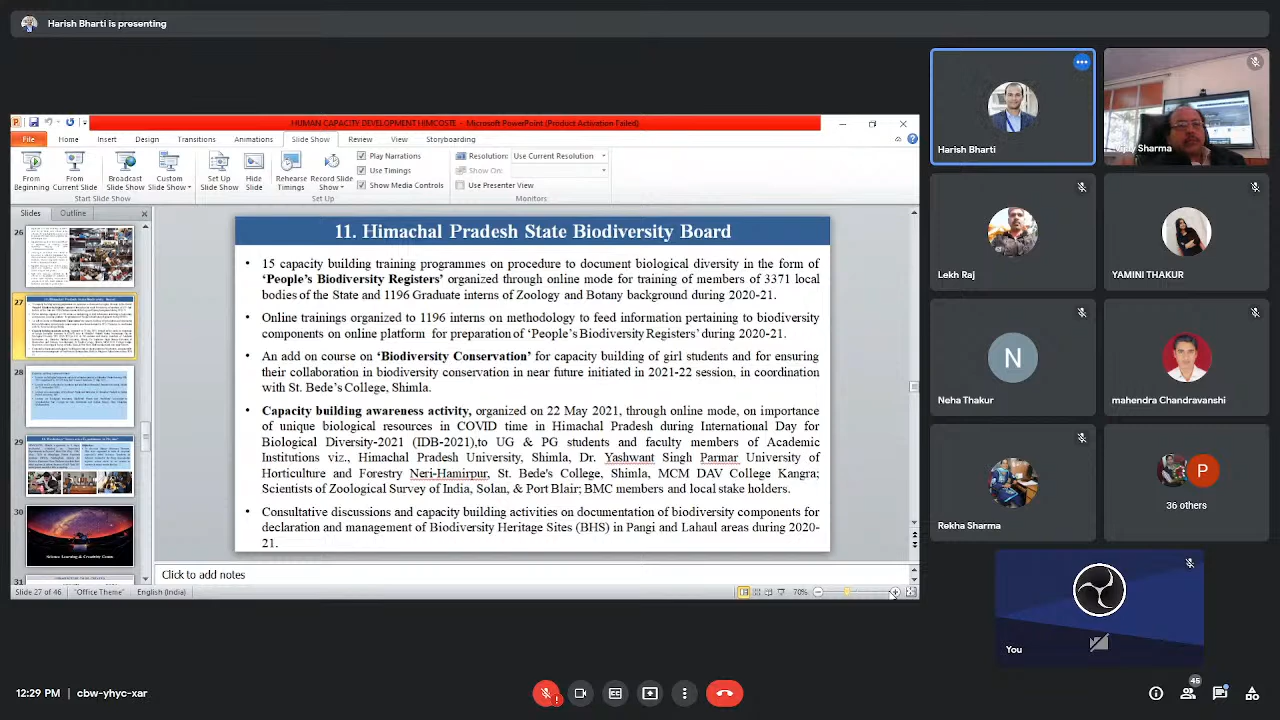 Harish Bharti is presenting
HUMAN CAPACITY DEVELOPMENT HIMCOSTE - Microsoft PowerPoint (Product Activation Failed)
File Home Insert Design Transitions Animations Slide Show Review View Storyboarding
From Beginning
From Current Slide
Broadcast Slide Show
Custom Slide Show
Set Up Slide Show
Hide Slide
Rehearse Timings
Record Slide Show
Play Narrations
Use Timings
Show Media Controls
Resolution: Use Current Resolution
Show On:
Use Presenter View
Start Slide Show
Set Up
Monitors
Slides Outline
26
27
28
29
30
Science Learning & Creativity Centre
11. Himachal Pradesh State Biodiversity Board
• 15 capacity building training programmes on procedure to document biological diversity in the form of
‘People’s Biodiversity Registers’ organized through online mode for training of members of 3371 local
bodies of the State and 1196 Graduate interns of Zoology and Botany background during 2020-21.
• Online trainings organized to 1196 interns on methodology to feed information pertaining to biodiversity
components on online platform for preparation of ‘People’s Biodiversity Registers’ during 2020-21.
• An add on course on ‘Biodiversity Conservation’ for capacity building of girl students and for ensuring
their collaboration in biodiversity conservation in near future initiated in 2021-22 session, in coordination
with St. Bede’s College, Shimla.
• Capacity building awareness activity, organized on 22 May 2021, through online mode, on importance
of unique biological resources in COVID time in Himachal Pradesh during International Day for
Biological Diversity-2021 (IDB-2021).to UG & PG students and faculty members of Academic
Institutions viz., Himachal Pradesh University, Shimla, Dr. Yashwant Singh Parmar University of
Horticulture and Forestry Neri-Hamirpur, St. Bede's College, Shimla, MCM DAV College Kangra;
Scientists of Zoological Survey of India, Solan, & Port Blair; BMC members and local stake holders.
• Consultative discussions and capacity building activities on documentation of biodiversity components for
declaration and management of Biodiversity Heritage Sites (BHS) in Pangi and Lahaul areas during 2020-
21.
Click to add notes
Slide 27 of 46 "Office Theme" English (India) 70%
Harish Bharti
Sharma
Lekh Raj
YAMINI THAKUR
N
Neha Thakur
mahendra Chandravanshi
Rekha Sharma
P
36 others
You
12:29 PM | cbw-yhyc-xar
45